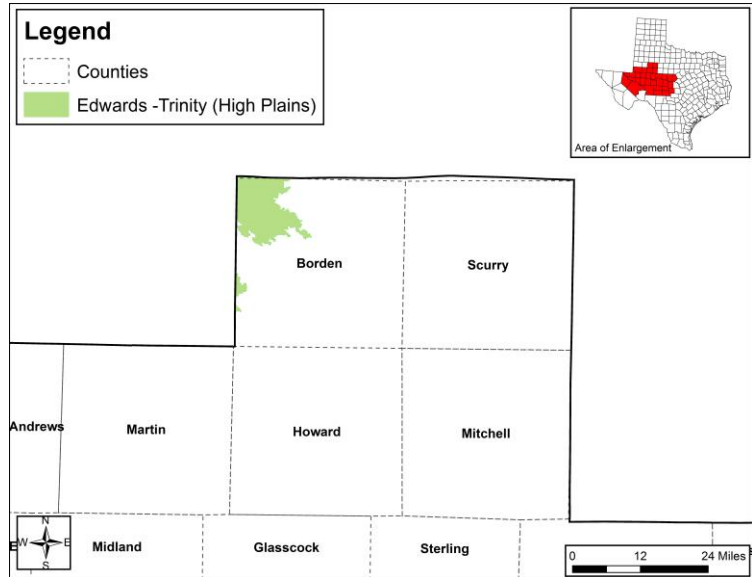 Legend
Counties
Edwards -Trinity (High Plains)
Area of Enlargement
Borden
Scurry
Andrews
Martin
Howard
Mitchell
N
W
E
S
E
Midland
Glasscock
Sterling
0
12
24 Miles